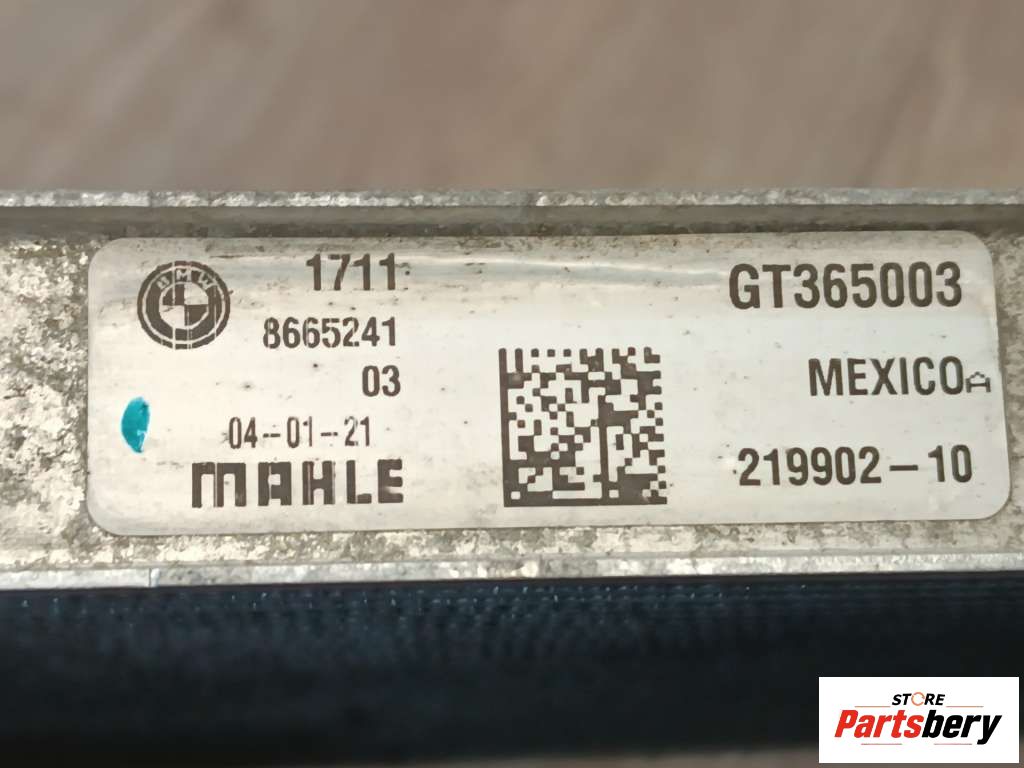 BMW
1711
8665241
03
04-01-21
MAHLE
GT365003
MEXICO A
219902-10
STORE
Partsbery